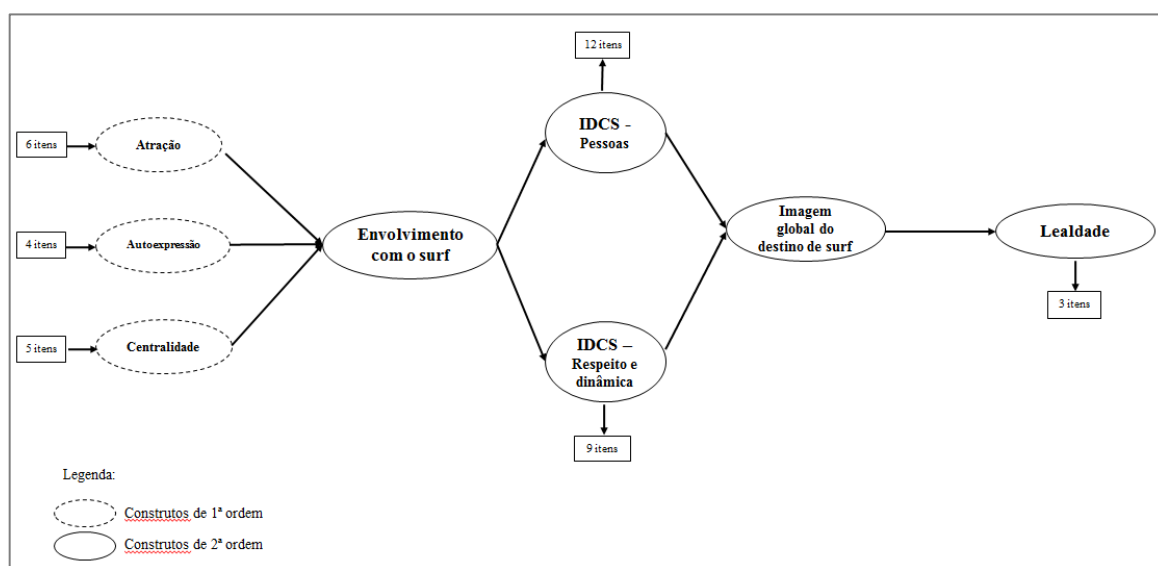 12 itens
IDCS -
Pessoas
6 itens
Atração
4 itens
Autoexpressão
5 itens
Centralidade
Envolvimento
com o surf
Imagem
global do
destino de surf
Lealdade
3 itens
IDCS –
Respeito e
dinâmica
9 itens
Legenda:
Construtos de 1ª ordem
Construtos de 2ª ordem